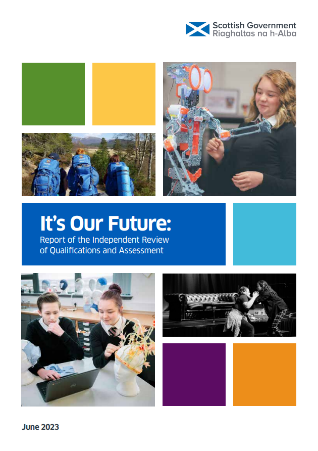 Scottish Government
Riaghaltas na h-Alba
It's Our Future:
Report of the Independent Review
of Qualifications and Assessment
June 2023